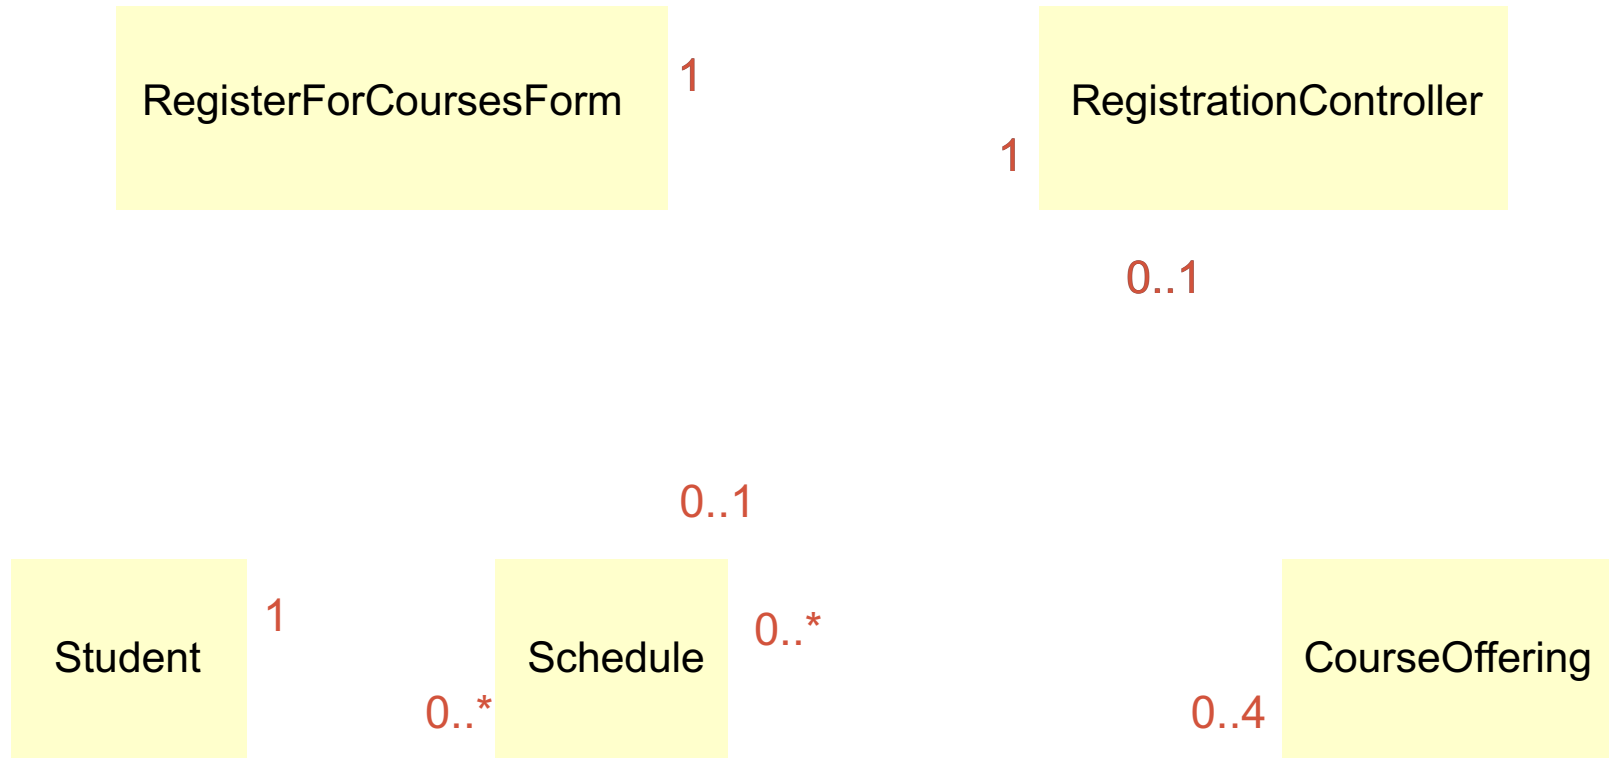 1
RegisterForCoursesForm
RegistrationController
1
0..1
0..1
1
0..*
Student
Schedule
CourseOffering
0..*
0..4